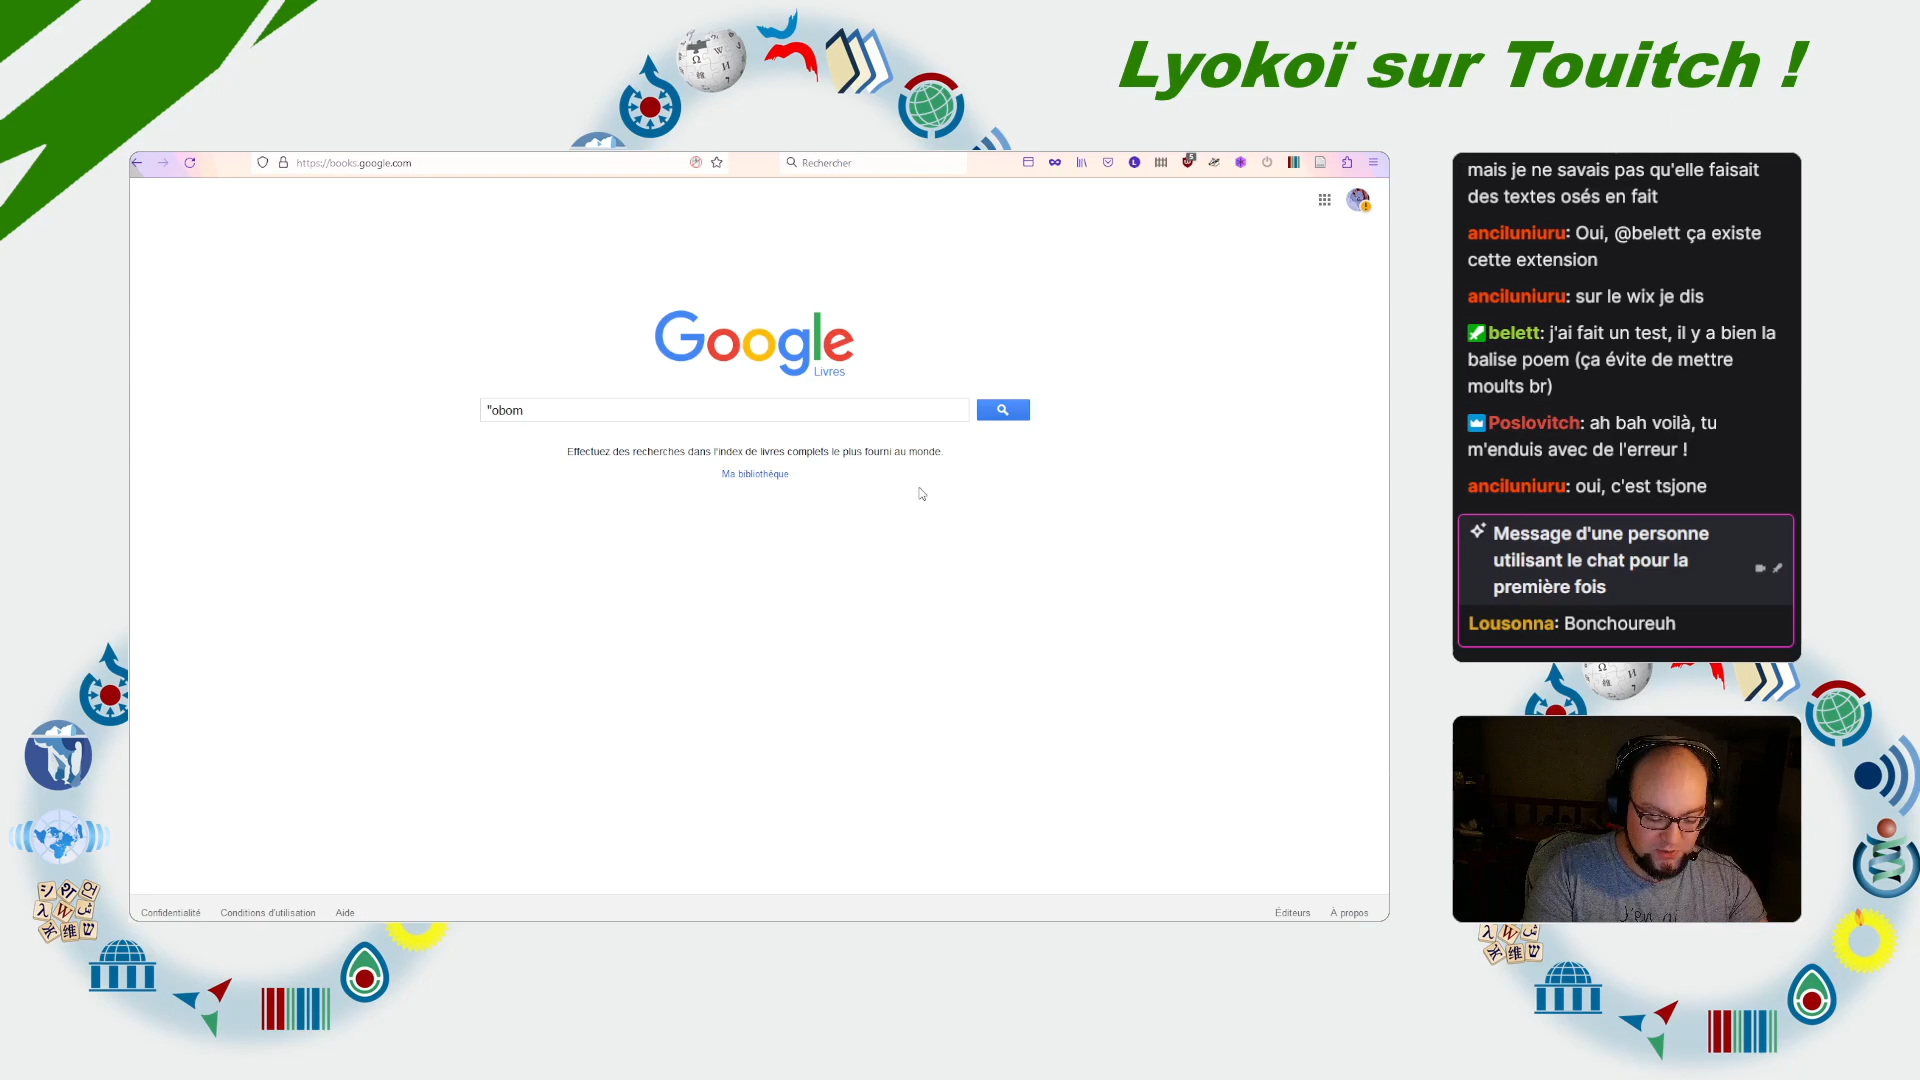 Lyokoï sur Touitch !
https://books.google.com
Rechercher
Google
Livres
"obom
Effectuez des recherches dans l'index de livres complets le plus fourni au monde.
Ma bibliothèque
Confidentialité
Conditions d'utilisation
Aide
Éditeurs
À propos
mais je ne savais pas qu'elle faisait
des textes osés en fait
anciluniuru: Oui, @belett ça existe
cette extension
anciluniuru: sur le wix je dis
belett: j'ai fait un test, il y a bien la
balise poem (ça évite de mettre
moults br)
Poslovitch: ah bah voilà, tu
m'enduis avec de l'erreur !
anciluniuru: oui, c'est tsjone
Message d'une personne
utilisant le chat pour la
première fois
Lousonna: Bonchoureuh
J'en ai